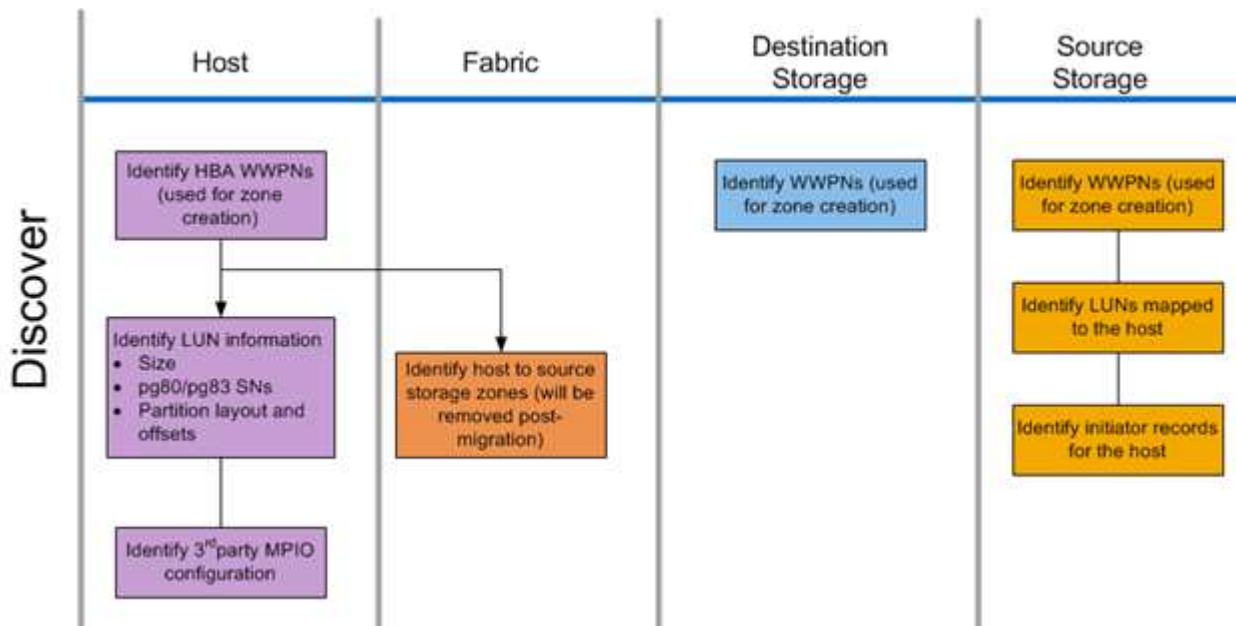 Host
Fabric
Destination
Storage
Source
Storage
Discover
Identify HBA WWPNs
(used for zone
creation)
Identify LUN information
• Size
• pg80/pg83 SNs
• Partition layout and
offsets
Identify 3rd party MPIO
configuration
Identify host to source
storage zones (will be
removed post-
migration)
Identify WWPNs (used
for zone creation)
Identify WWPNs (used
for zone creation)
Identify LUNs mapped
to the host
Identify initiator records
for the host